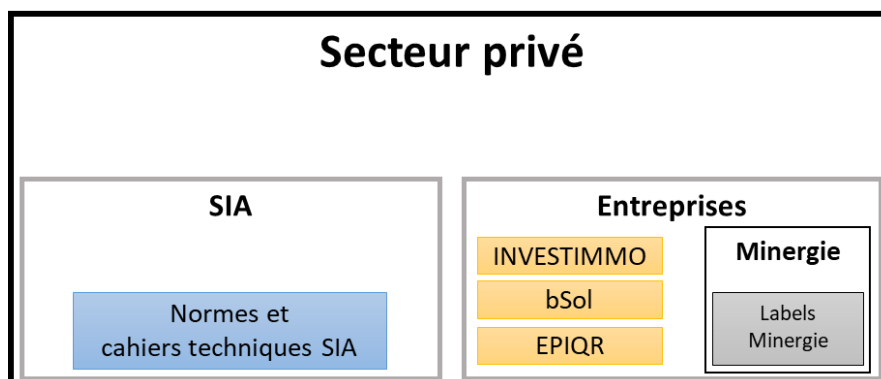 Secteur privé
SIA
Normes et
cahiers techniques SIA
Entreprises
INVESTIMMO
bSol
EPIQR
Minergie
Labels
Minergie